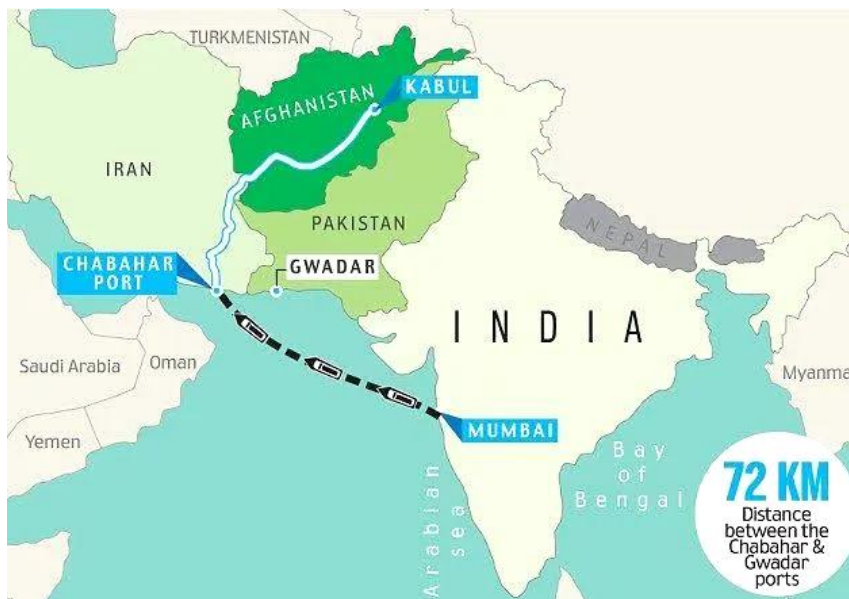 TURKMENISTAN
KABUL
AFGHANISTAN
IRAN
PAKISTAN
NEPAL
CHABAHAR
PORT
GWADAR
INDIA
Saudi Arabia
Oman
Myanma
Yemen
MUMBAI
Arabian
sea
Bay
of
Bengal
72 KM
Distance
between the
Chabahar &
Gwadar
ports